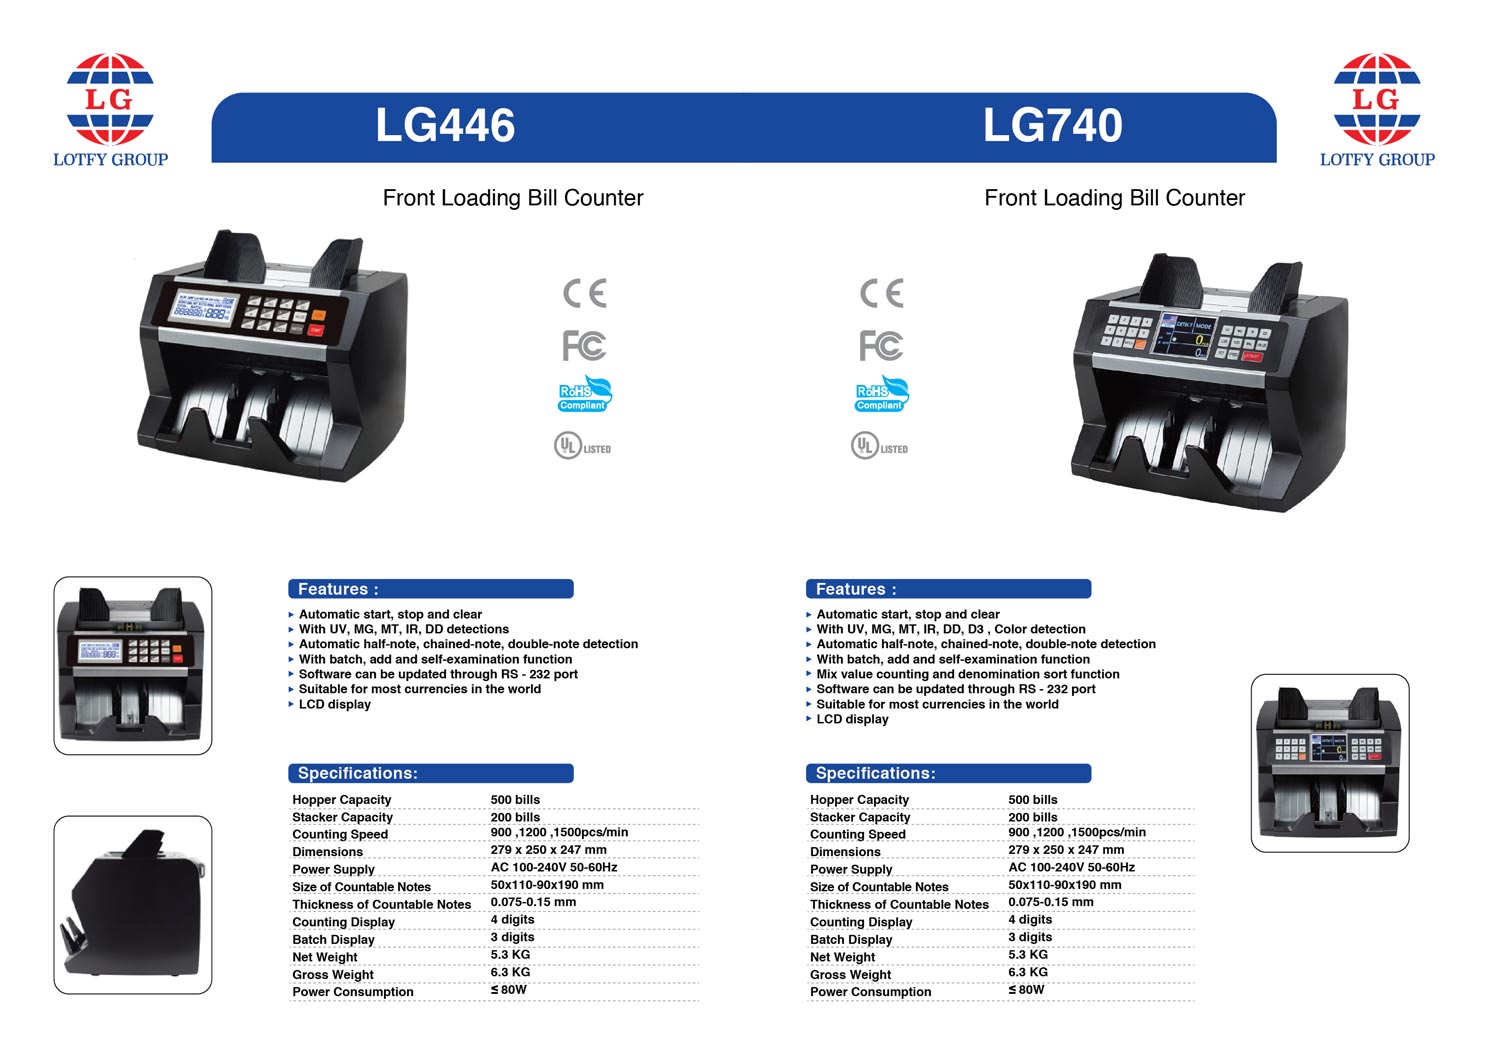 LG
LOTFY GROUP
LG446
LG740
LG
LOTFY GROUP
Front Loading Bill Counter
Front Loading Bill Counter
CE
FC
RoHS
Compliant
UL LISTED
CE
FC
RoHS
Compliant
UL LISTED
START
DETECT MODE
0
0
START
Features :
Automatic start, stop and clear
With UV, MG, MT, IR, DD detections
Automatic half-note, chained-note, double-note detection
With batch, add and self-examination function
Software can be updated through RS - 232 port
Suitable for most currencies in the world
LCD display
Specifications:
Hopper Capacity 500 bills
Stacker Capacity 200 bills
Counting Speed 900 ,1200 ,1500pcs/min
Dimensions 279 x 250 x 247 mm
Power Supply AC 100-240V 50-60Hz
Size of Countable Notes 50x110-90x190 mm
Thickness of Countable Notes 0.075-0.15 mm
Counting Display 4 digits
Batch Display 3 digits
Net Weight 5.3 KG
Gross Weight 6.3 KG
Power Consumption ≤ 80W
Features :
Automatic start, stop and clear
With UV, MG, MT, IR, DD, D3 , Color detection
Automatic half-note, chained-note, double-note detection
With batch, add and self-examination function
Mix value counting and denomination sort function
Software can be updated through RS - 232 port
Suitable for most currencies in the world
LCD display
Specifications:
Hopper Capacity 500 bills
Stacker Capacity 200 bills
Counting Speed 900 ,1200 ,1500pcs/min
Dimensions 279 x 250 x 247 mm
Power Supply AC 100-240V 50-60Hz
Size of Countable Notes 50x110-90x190 mm
Thickness of Countable Notes 0.075-0.15 mm
Counting Display 4 digits
Batch Display 3 digits
Net Weight 5.3 KG
Gross Weight 6.3 KG
Power Consumption ≤ 80W